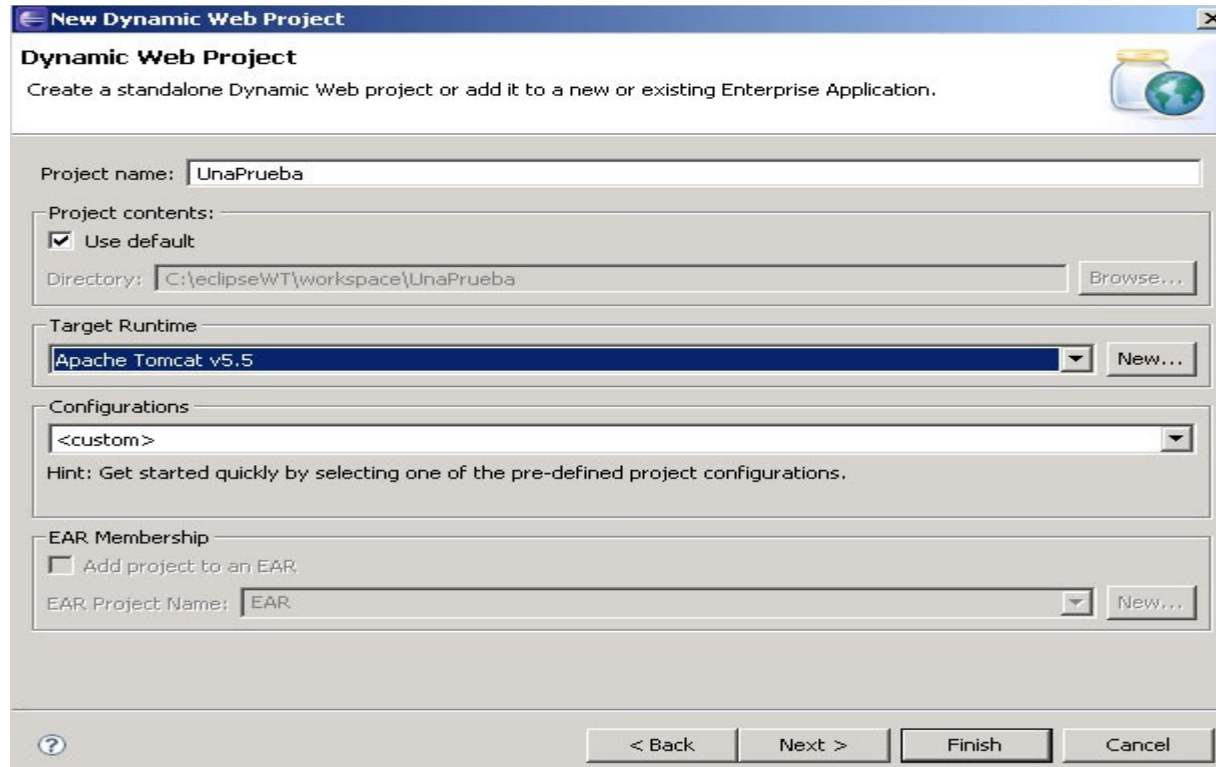 New Dynamic Web Project
Dynamic Web Project
Create a standalone Dynamic Web project or add it to a new or existing Enterprise Application.
Project name: UnaPrueba
Project contents:
Use default
Directory: C:\eclipseWT\workspace\UnaPrueba Browse...
Target Runtime
Apache Tomcat v5.5 New...
Configurations
<custom>
Hint: Get started quickly by selecting one of the pre-defined project configurations.
EAR Membership
Add project to an EAR
EAR Project Name: EAR New...
? < Back Next > Finish Cancel